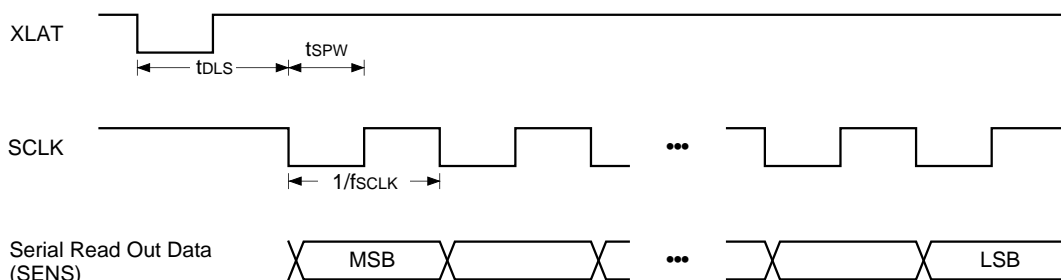 XLAT
tDLS
tSPW
SCLK
•••
1/fSCLK
Serial Read Out Data
(SENS)
MSB
•••
LSB